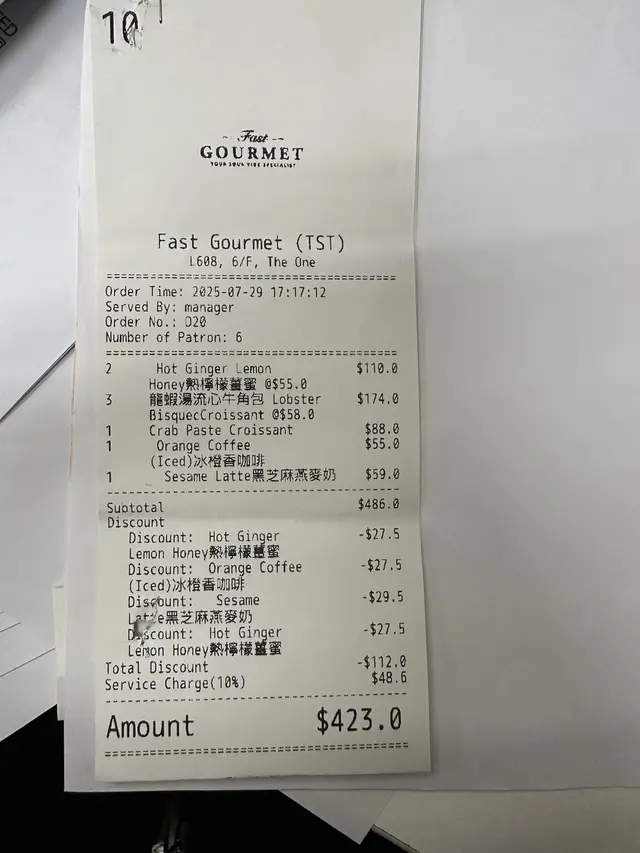 10
Fast
GOURMET
YOUR SOUL VIBE SPECIALIST
Fast Gourmet (TST)
L608, 6/F, The One
Order Time: 2025-07-29 17:17:12
Served By: manager
Order No.: D20
Number of Patron: 6
2 Hot Ginger Lemon $110.0
Honey熱檸檬薑蜜 @$55.0
3 龍蝦湯流心牛角包 Lobster $174.0
BisquecCroissant @$58.0
1 Crab Paste Croissant $88.0
1 Orange Coffee $55.0
(Iced)冰橙香咖啡
1 Sesame Latte黑芝麻燕麥奶 $59.0
Suototal $486.0
Discount
Discount: Hot Ginger -$27.5
Lemon Honey熱檸檬薑蜜
Discount: Orange Coffee -$27.5
(Iced)冰橙香咖啡
Discount: Sesame -$29.5
Latte黑芝麻燕麥奶
Discount: Hot Ginger -$27.5
Lemon Honey熱檸檬薑蜜
Total Discount -$112.0
Service Charge(10%) $48.6
Amount $423.0